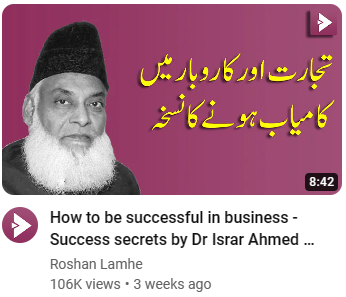 تجارت اور کاروبار میں
کامیاب ہونے کا نسخہ
8:42
How to be successful in business -
Success secrets by Dr Israr Ahmed ...
Roshan Lamhe
106K views • 3 weeks ago